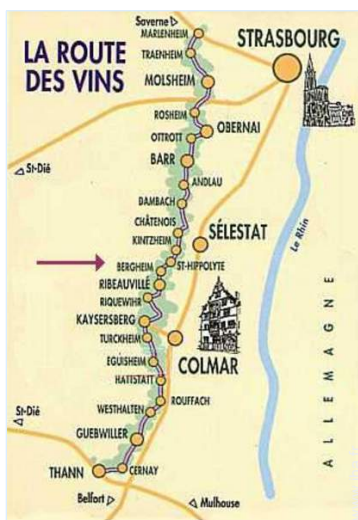 Saverne
MARLENHEIM
STRASBOURG
LA ROUTE
DES VINS
TRAENHEIM
MOLSHEIM
ROSHEIM
OBERNAI
OTTROTT
BARR
St-Dié
ANDLAU
DAMBACH
CHÂTENOIS
SÉLESTAT
KINTZHEIM
Le Rhin
BERGHEIM
ST-HIPPOLYTE
RIBEAUVILLÉ
RIQUEWIHR
KAYSERSBERG
TURCKHEIM
COLMAR
EGUISHEIM
HATTSTATT
ROUFFACH
WESTHALTEN
St-Dié
GUEBWILLER
ALLEMAGNE
THANN
CERNAY
Belfort
Mulhouse